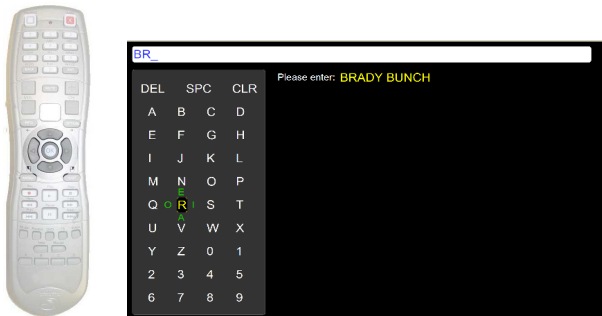 BR_
Please enter: BRADY BUNCH
DEL SPC CLR
A B C D
E F G H
I J K L
M N O P
E
Q O R I S T
A
U V W X
Y Z 0 1
2 3 4 5
6 7 8 9